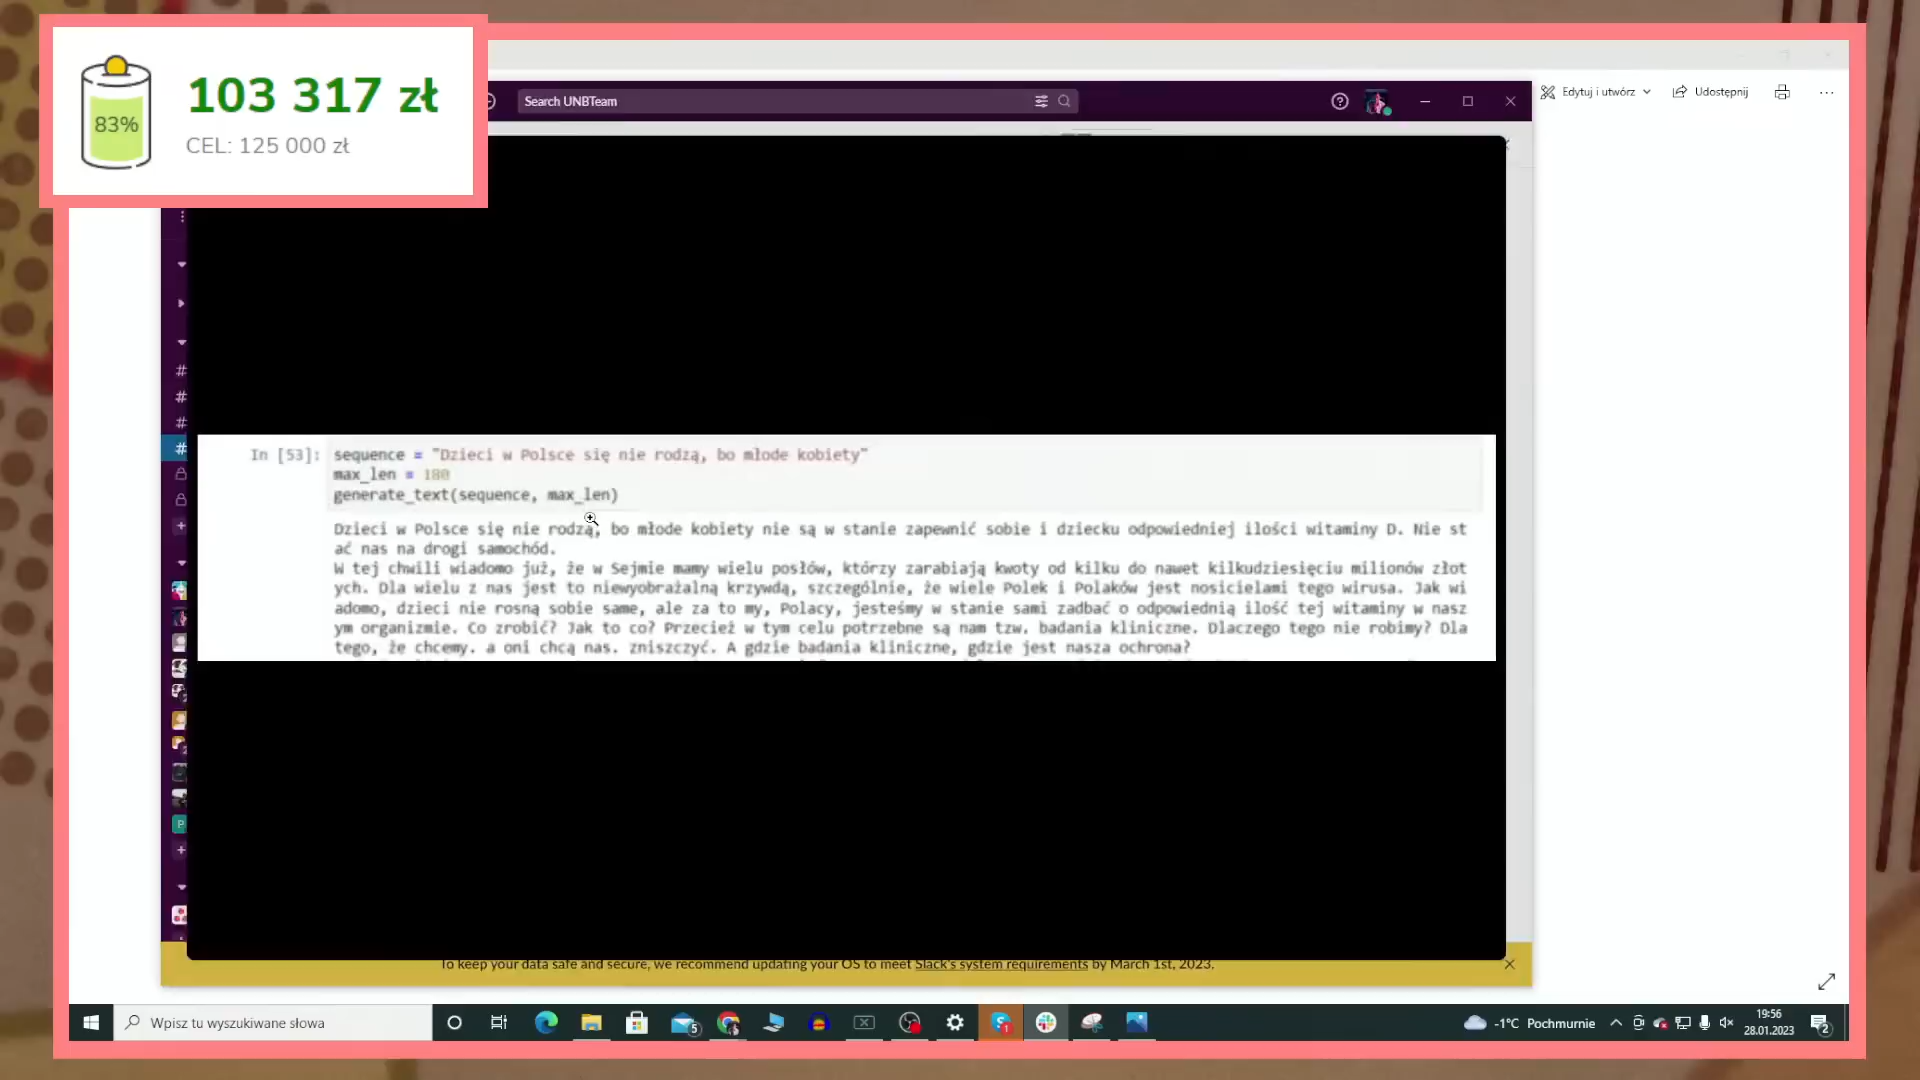 103 317 zł
83%
CEL: 125 000 zł
Search UNBTeam
Edytuj i utwórz
Udostępnij
In [53]:
sequence = "Dzieci w Polsce się nie rodzą, bo młode kobiety"
max_len = 180
generate_text(sequence, max_len)
Dzieci w Polsce się nie rodzą, bo młode kobiety nie są w stanie zapewnić sobie i dziecku odpowiedniej ilości witaminy D. Nie st
ać nas na drogi samochód.
W tej chwili wiadomo już, że w Sejmie mamy wielu posłów, którzy zarabiają kwoty od kilku do nawet kilkudziesięciu milionów złot
ych. Dla wielu z nas jest to niewyobrażalną krzywdą, szczególnie, że wiele Polek i Polaków jest nosicielami tego wirusa. Jak wi
adomo, dzieci nie rosną sobie same, ale za to my, Polacy, jesteśmy w stanie sami zadbać o odpowiednią ilość tej witaminy w nasz
ym organizmie. Co zrobić? Jak to co? Przecież w tym celu potrzebne są nam tzw. badania kliniczne. Dlaczego tego nie robimy? Dla
tego, że chcemy. a oni chcą nas. zniszczyć. A gdzie badania kliniczne, gdzie jest nasza ochrona?
P
To keep your data safe and secure, we recommend updating your OS to meet Slack's system requirements by March 1st, 2023.
Wpisz tu wyszukiwane słowa
5
1
-1°C Pochmurnie
19:56
28.01.2023
2